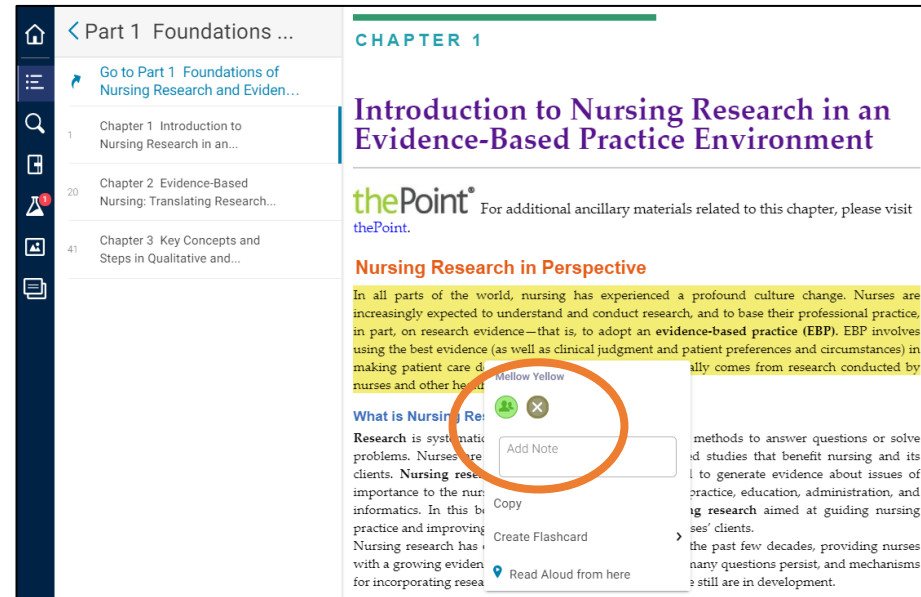 Part 1 Foundations ...
Go to Part 1 Foundations of
Nursing Research and Eviden...
1
Chapter 1 Introduction to
Nursing Research in an...
20
Chapter 2 Evidence-Based
Nursing: Translating Research...
41
Chapter 3 Key Concepts and
Steps in Qualitative and...
1
CHAPTER 1
Introduction to Nursing Research in an
Evidence-Based Practice Environment
thePoint® For additional ancillary materials related to this chapter, please visit
thePoint.
Nursing Research in Perspective
In all parts of the world, nursing has experienced a profound culture change. Nurses are
increasingly expected to understand and conduct research, and to base their professional practice,
in part, on research evidence—that is, to adopt an evidence-based practice (EBP). EBP involves
using the best evidence (as well as clinical judgment and patient preferences and circumstances) in
making patient care d ally comes from research conducted by
nurses and other heal
What is Nursing Re
Research is systematic methods to answer questions or solve
problems. Nurses are ed studies that benefit nursing and its
clients. Nursing rese to generate evidence about issues of
importance to the nur practice, education, administration, and
informatics. In this b ng research aimed at guiding nursing
practice and improving ses' clients.
Nursing research has the past few decades, providing nurses
with a growing eviden many questions persist, and mechanisms
for incorporating resea e still are in development.
Mellow Yellow
Add Note
Copy
Create Flashcard
Read Aloud from here